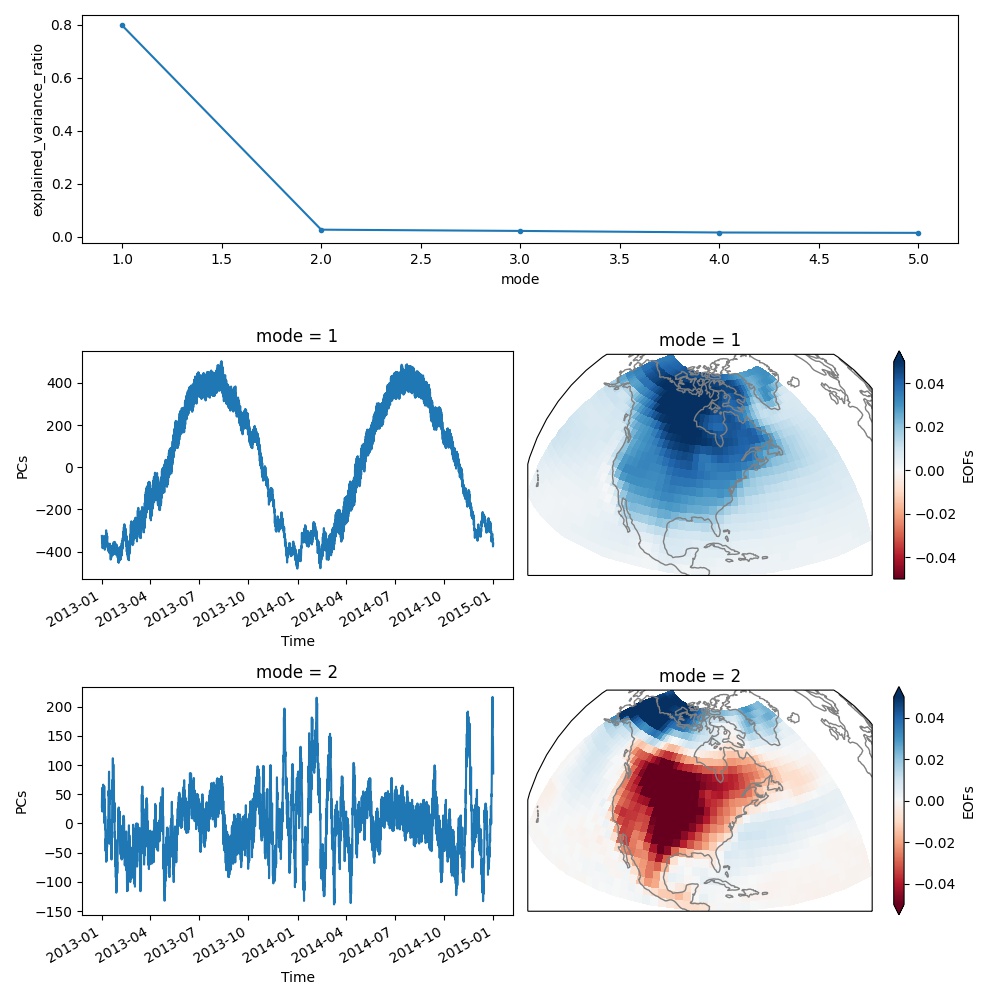 0.8
0.6
0.4
0.2
0.0
explained_variance_ratio
1.0 1.5 2.0 2.5 3.0 3.5 4.0 4.5 5.0
mode
mode = 1
400
200
0
−200
−400
PCs
2013-01 2013-04 2013-07 2013-10 2014-01 2014-04 2014-07 2014-10 2015-01
Time
mode = 1
0.04
0.02
0.00
−0.02
−0.04
EOFs
mode = 2
200
150
100
50
0
−50
−100
−150
PCs
2013-01 2013-04 2013-07 2013-10 2014-01 2014-04 2014-07 2014-10 2015-01
Time
mode = 2
0.04
0.02
0.00
−0.02
−0.04
EOFs